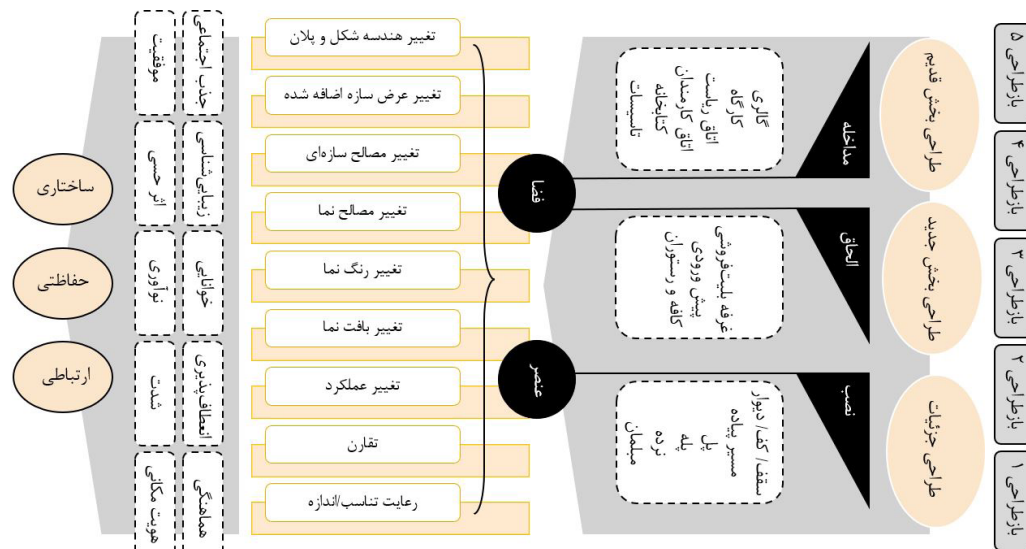 بازطراحی ۵
بازطراحی ۴
بازطراحی ۳
بازطراحی ۲
بازطراحی ۱
طراحی بخش قدیم
طراحی بخش جدید
طراحی جزئیات
مداخله
الحاق
نصب
گالری
کارگاه
اتاق ریاست
اتاق کارمندان
کتابخانه
تاسیسات
غرفه بلیت‌فروشی
پیش ورودی
کافه و رستوران
سقف/ کف/ دیوار
مسیر پیاده
پل
پله
نرده
مبلمان
فضا
عنصر
تغییر هندسه شکل و پلان
تغییر عرض سازه اضافه شده
تغییر مصالح سازه‌ای
تغییر مصالح نما
تغییر رنگ نما
تغییر بافت نما
تغییر عملکرد
تقارن
رعایت تناسب/اندازه
جذب اجتماعی
موفقیت
زیبایی‌شناسی
اثر حسی
خوانایی
نوآوری
انعطاف‌پذیری
شدت
هماهنگی
هویت مکانی
ساختاری
حفاظتی
ارتباطی